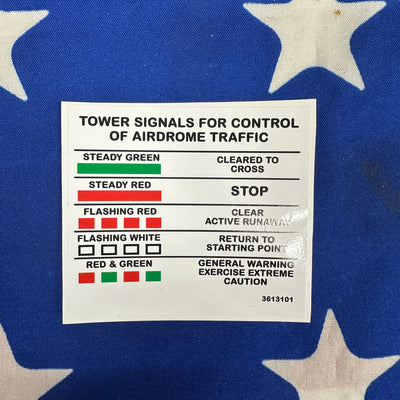 TOWER SIGNALS FOR CONTROL
OF AIRDROME TRAFFIC
STEADY GREEN
CLEARED TO
CROSS
STEADY RED
STOP
FLASHING RED
CLEAR
ACTIVE RUNAWAY
FLASHING WHITE
RETURN TO
STARTING POINT
RED & GREEN
GENERAL WARNING
EXERCISE EXTREME
CAUTION
3613101